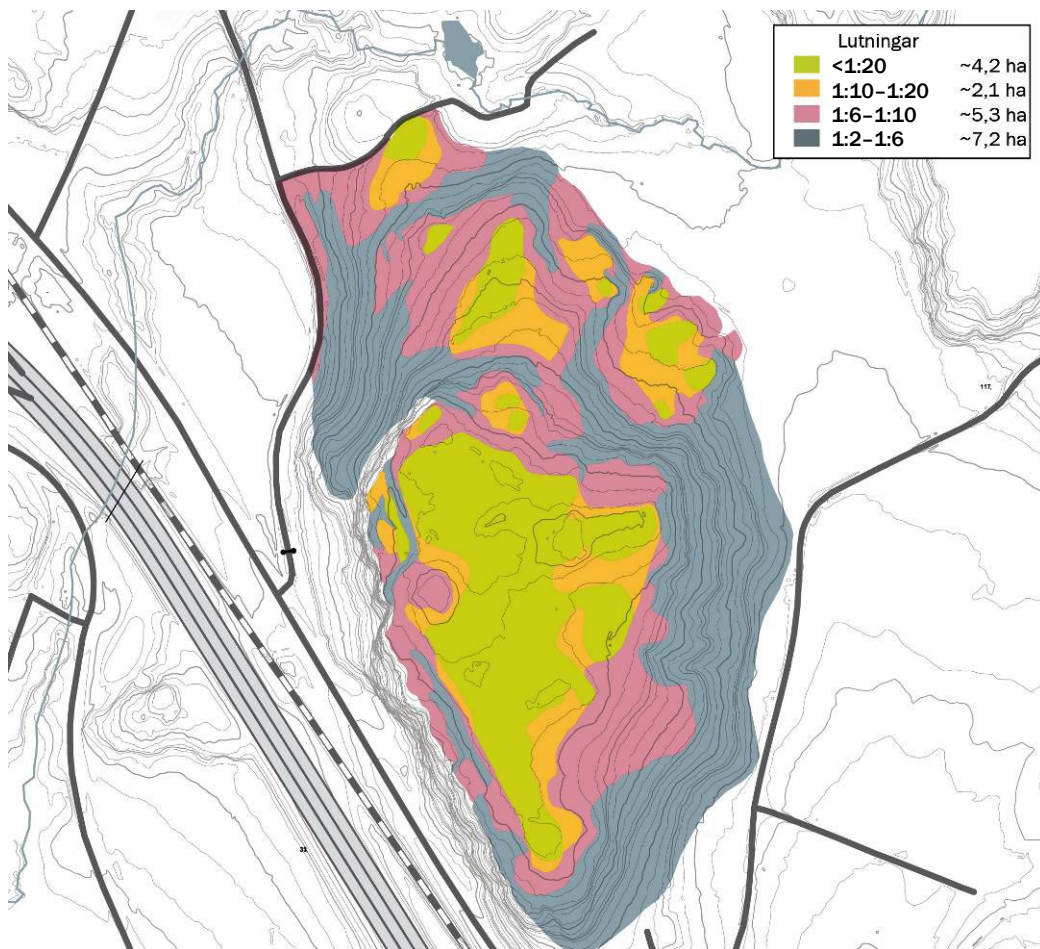 Lutningar
<1:20 ~4,2 ha
1:10–1:20 ~2,1 ha
1:6–1:10 ~5,3 ha
1:2–1:6 ~7,2 ha
117,
33,